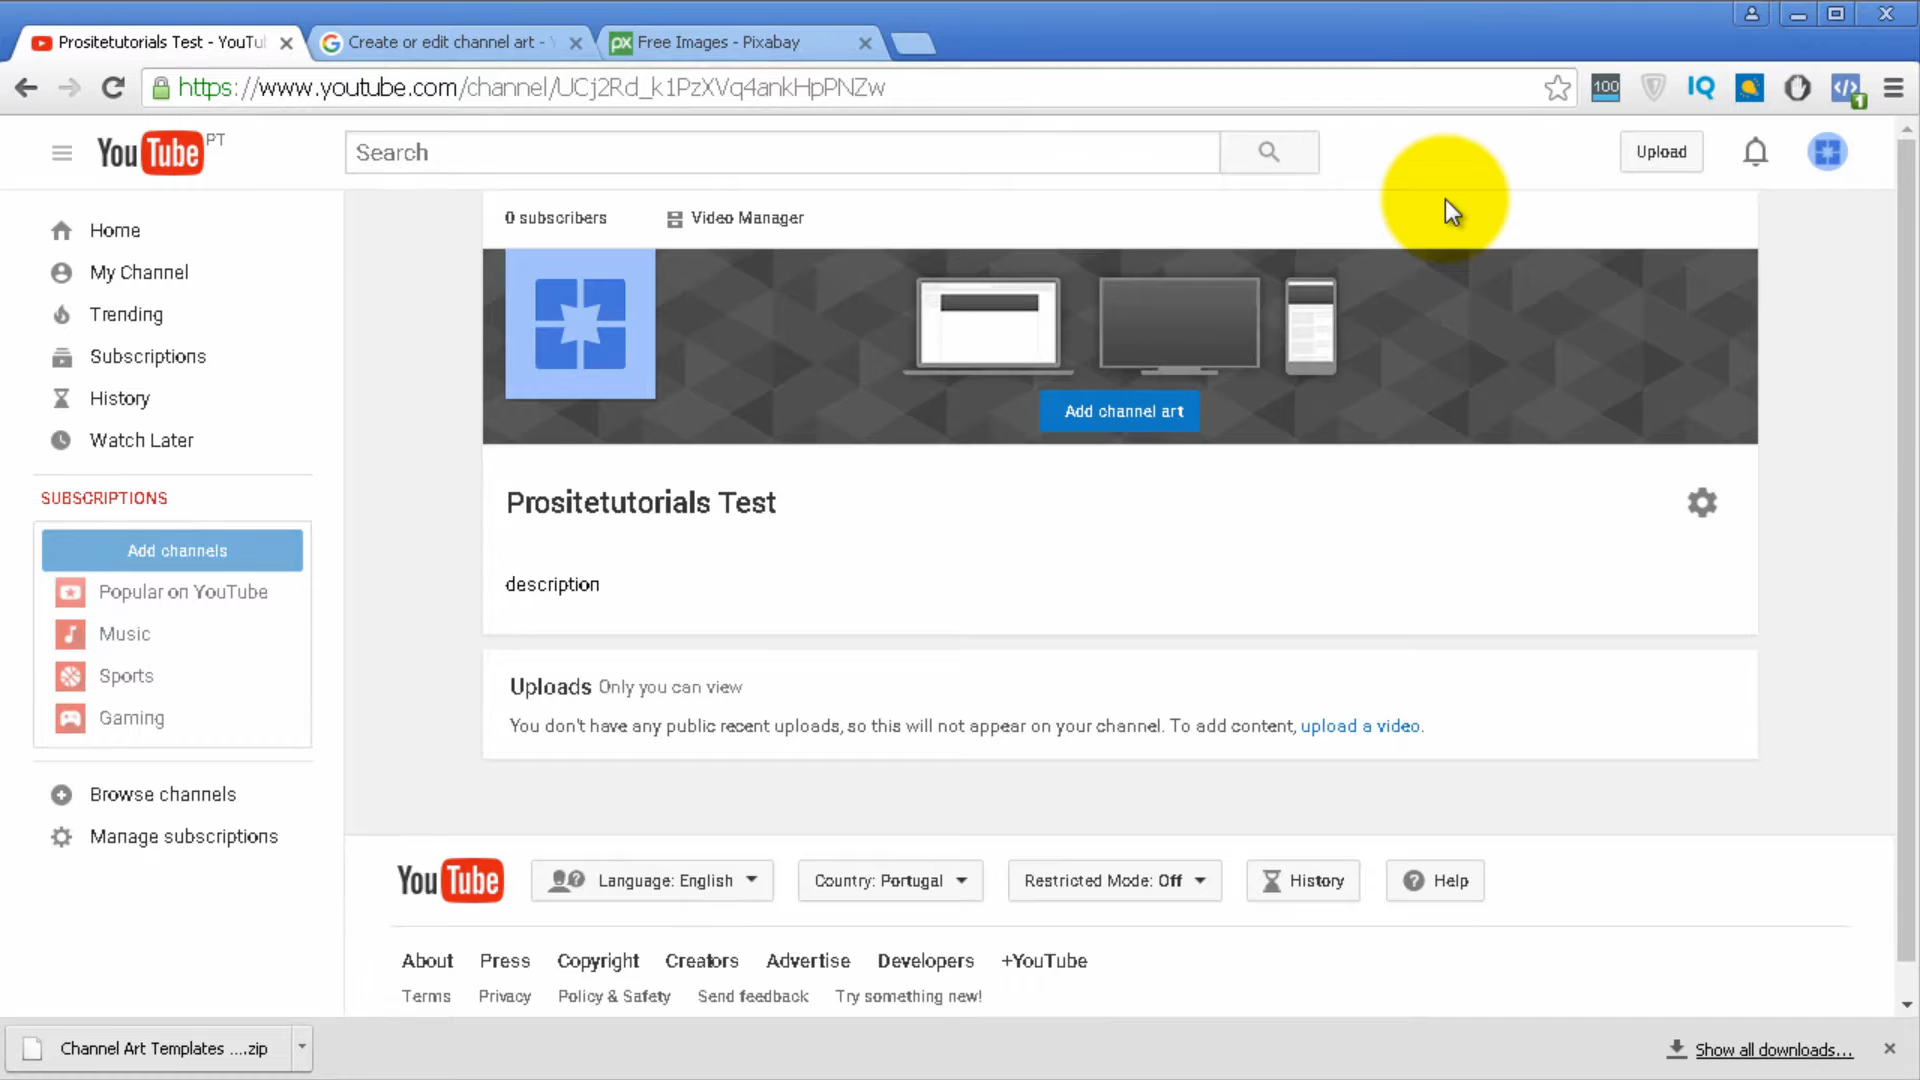 Prositetutorials Test - YouTu
Create or edit channel art -
Free Images - Pixabay
https://www.youtube.com/channel/UCj2Rd_k1PzXVq4ankHpPNZw
100
IQ
</>
1
YouTube PT
Search
Upload
Home
My Channel
Trending
Subscriptions
History
Watch Later
SUBSCRIPTIONS
Add channels
Popular on YouTube
Music
Sports
Gaming
Browse channels
Manage subscriptions
0 subscribers
Video Manager
Add channel art
Prositetutorials Test
description
Uploads Only you can view
You don't have any public recent uploads, so this will not appear on your channel. To add content, upload a video.
YouTube
Language: English
Country: Portugal
Restricted Mode: Off
History
Help
About Press Copyright Creators Advertise Developers +YouTube
Terms Privacy Policy & Safety Send feedback Try something new!
Channel Art Templates ....zip
Show all downloads...